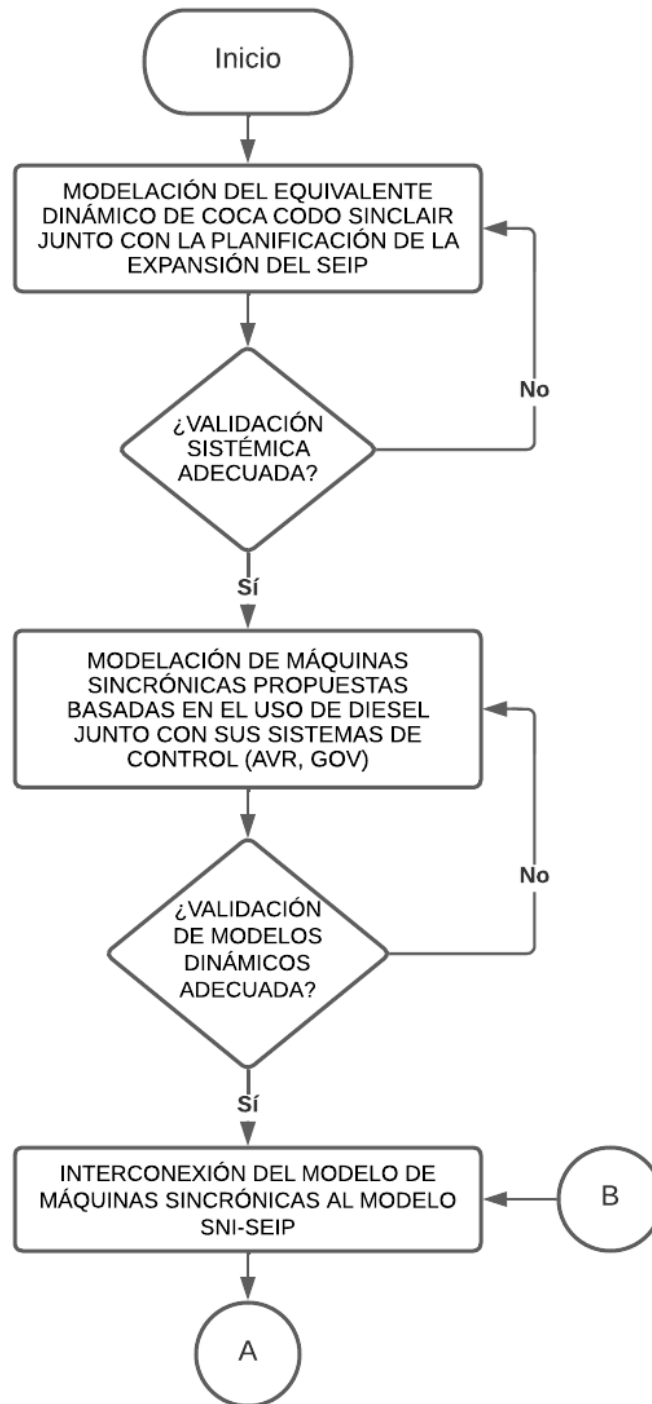 Inicio
MODELACIÓN DEL EQUIVALENTE
DINÁMICO DE COCA CODO SINCLAIR
JUNTO CON LA PLANIFICACIÓN DE LA
EXPANSIÓN DEL SEIP
No
¿VALIDACIÓN
SISTÉMICA
ADECUADA?
Sí
MODELACIÓN DE MÁQUINAS
SINCRÓNICAS PROPUESTAS
BASADAS EN EL USO DE DIESEL
JUNTO CON SUS SISTEMAS DE
CONTROL (AVR, GOV)
No
¿VALIDACIÓN
DE MODELOS
DINÁMICOS
ADECUADA?
Sí
INTERCONEXIÓN DEL MODELO DE
MÁQUINAS SINCRÓNICAS AL MODELO
SNI-SEIP
B
A